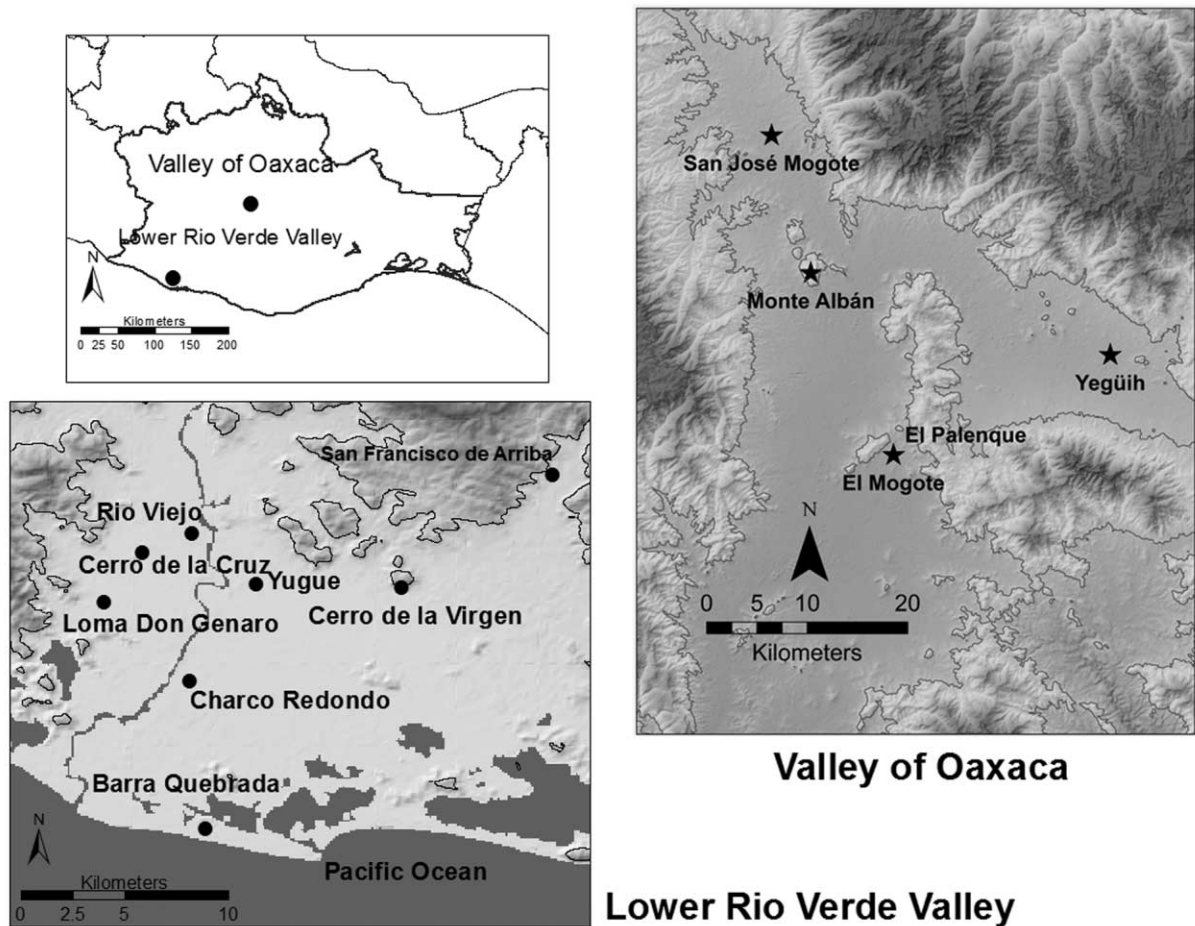 Valley of Oaxaca
Lower Rio Verde Valley
N
Kilometers
0 25 50 100 150 200
San José Mogote
Monte Albán
Yegüih
El Palenque
El Mogote
N
0 5 10 20
Kilometers
Valley of Oaxaca
San Francisco de Arriba
Rio Viejo
Cerro de la Cruz
Yugue
Cerro de la Virgen
Loma Don Genaro
Charco Redondo
Barra Quebrada
N
Pacific Ocean
Kilometers
0 2.5 5 10
Lower Rio Verde Valley